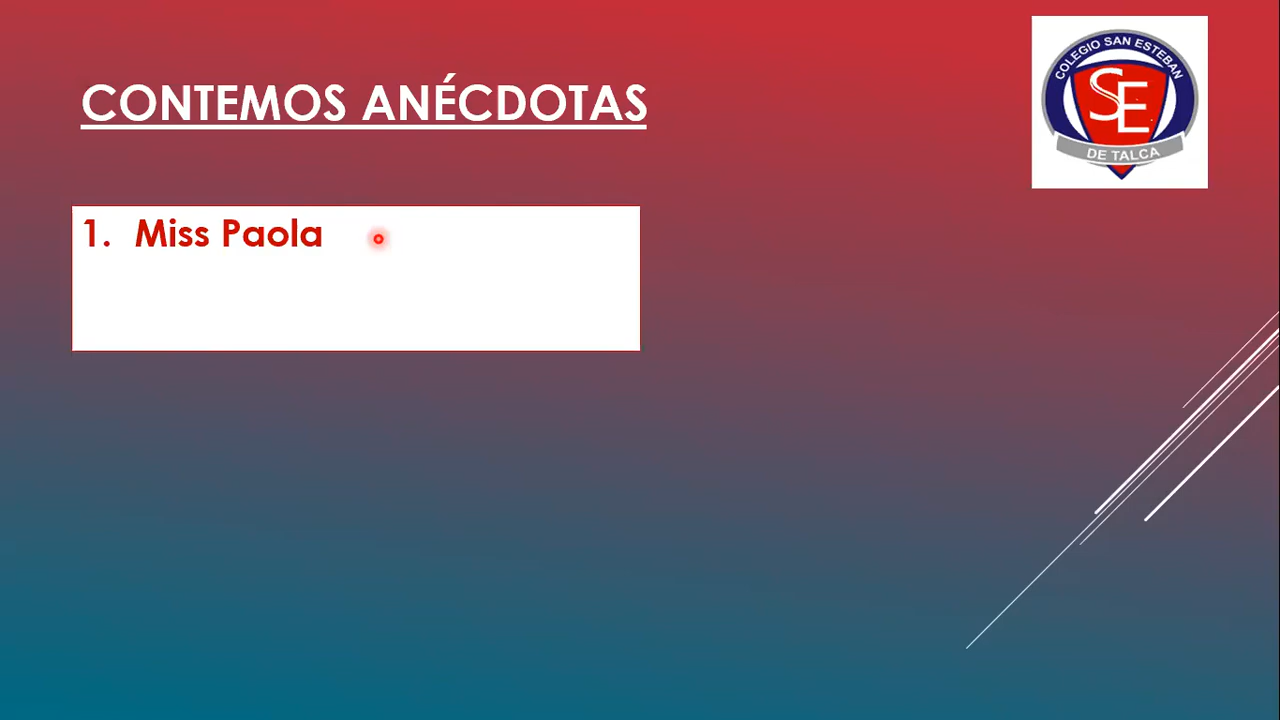 CONTEMOS ANÉCDOTAS
COLEGIO SAN ESTEBAN
SE
DE TALCA
1. Miss Paola